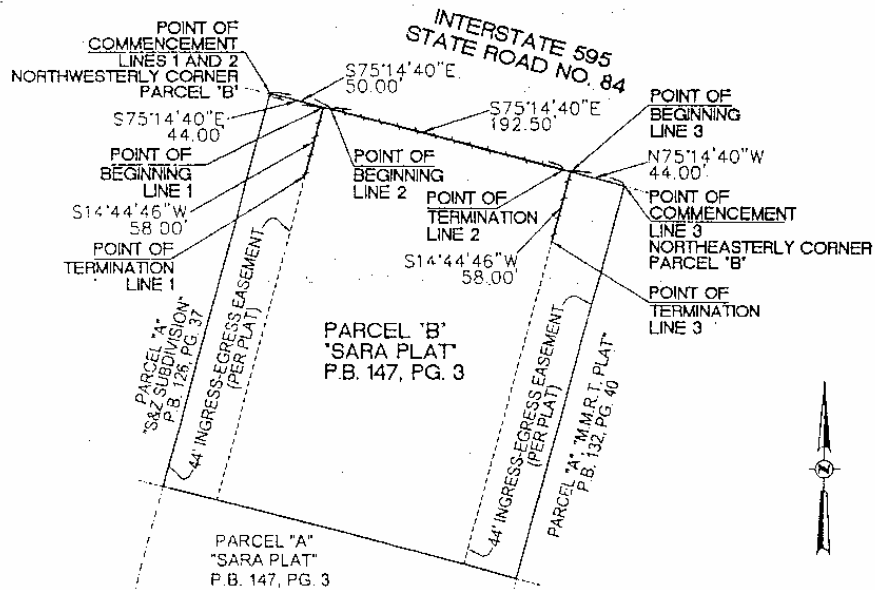 INTERSTATE 595
STATE ROAD NO. 84
POINT OF
COMMENCEMENT
LINES 1 AND 2
NORTHWESTERLY CORNER
PARCEL 'B'
S75°14'40"E
50.00'
S75°14'40"E
44.00'
S75°14'40"E
192.50'
POINT OF
BEGINNING
LINE 3
N75°14'40"W
44.00'
POINT OF
BEGINNING
LINE 1
POINT OF
BEGINNING
LINE 2
POINT OF
TERMINATION
LINE 2
POINT OF
COMMENCEMENT
LINE 3
NORTHEASTERLY CORNER
PARCEL 'B'
S14°44'46"W
58.00'
POINT OF
TERMINATION
LINE 1
S14°44'46"W
58.00'
POINT OF
TERMINATION
LINE 3
PARCEL "A"
"S&Z SUBDIVISION"
P.B. 126, PG. 37
44' INGRESS-EGRESS EASEMENT
(PER PLAT)
PARCEL 'B'
"SARA PLAT"
P.B. 147, PG. 3
44' INGRESS-EGRESS EASEMENT
(PER PLAT)
PARCEL "A", "M.M.R.T. PLAT"
P.B. 132, PG. 40
PARCEL "A"
"SARA PLAT"
P.B. 147, PG. 3
N